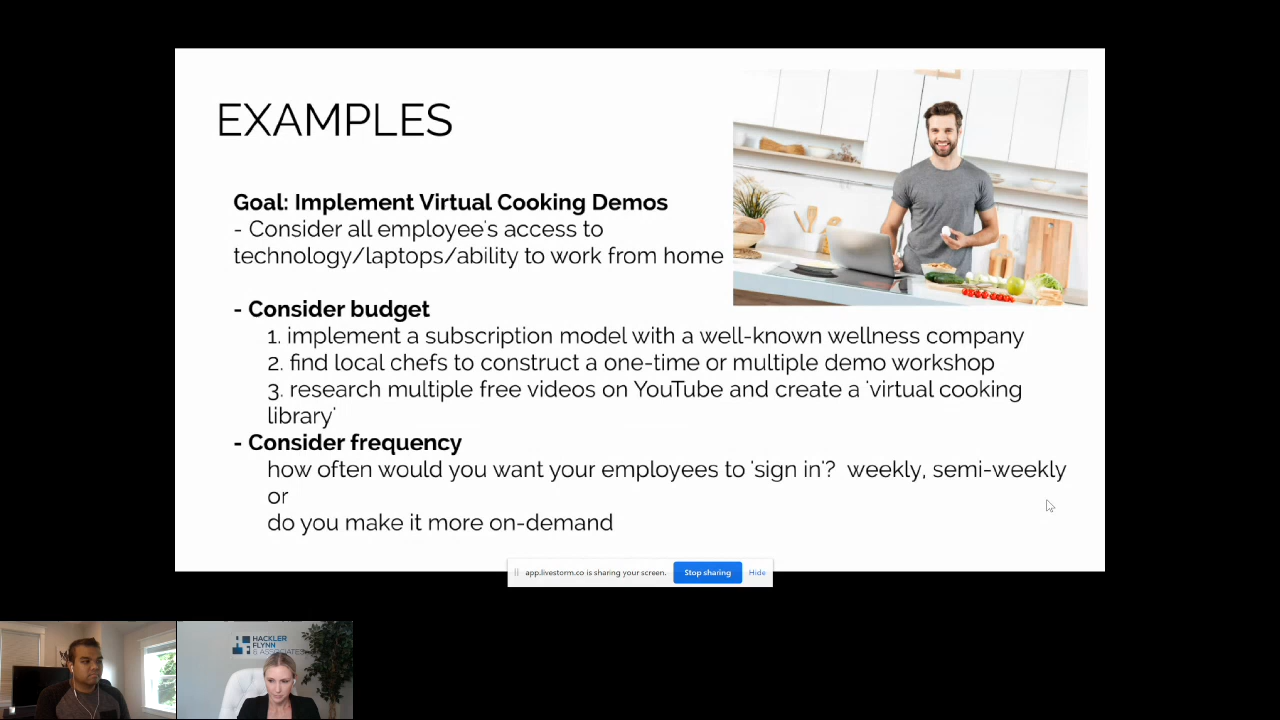 EXAMPLES
Goal: Implement Virtual Cooking Demos
- Consider all employee's access to
technology/laptops/ability to work from home
- Consider budget
1. implement a subscription model with a well-known wellness company
2. find local chefs to construct a one-time or multiple demo workshop
3. research multiple free videos on YouTube and create a 'virtual cooking
library'
- Consider frequency
how often would you want your employees to 'sign in'?  weekly, semi-weekly
or
do you make it more on-demand
app.livestorm.co is sharing your screen. Stop sharing Hide
HACKLER
FLYNN
& ASSOCIATES